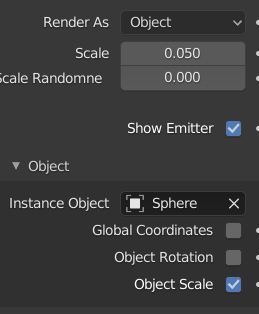 Render As Object
Scale 0.050
Scale Randomne 0.000
Show Emitter
Object
Instance Object Sphere
Global Coordinates
Object Rotation
Object Scale